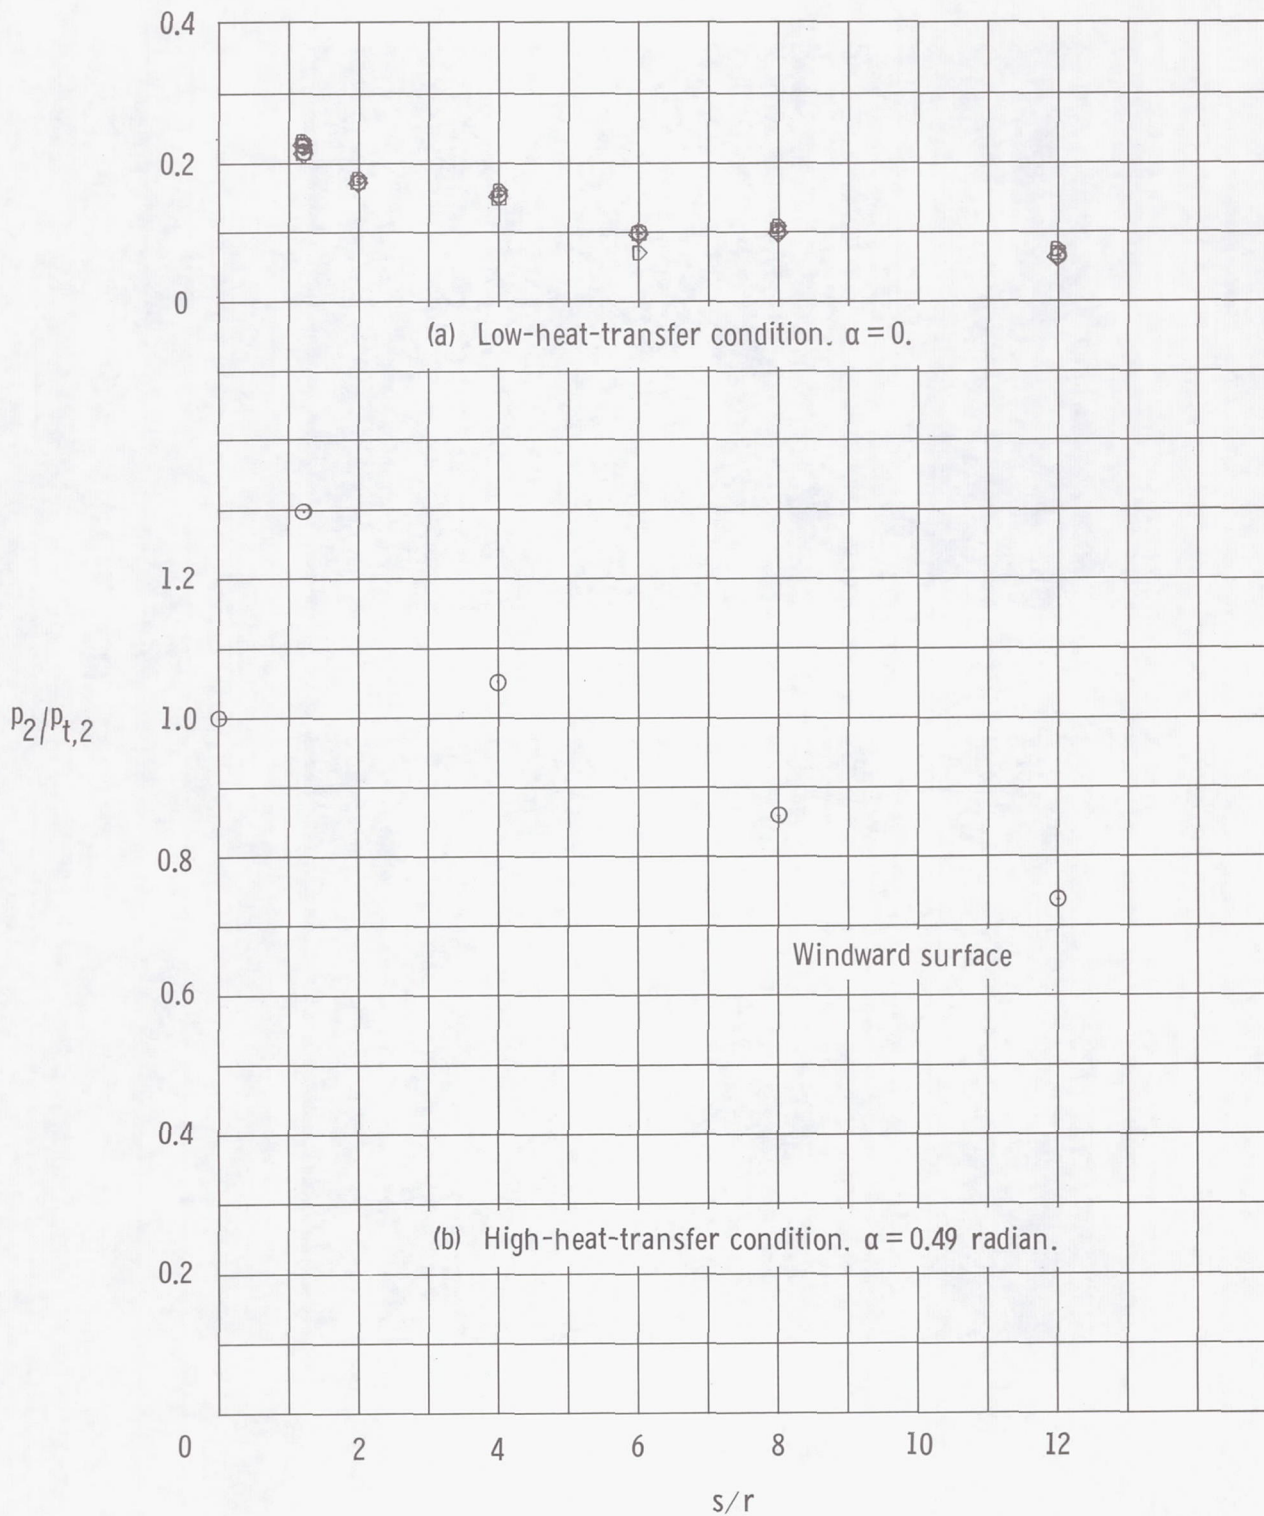 0.4
0.2
0
(a) Low-heat-transfer condition. α = 0.
1.2
p2/pt,2
1.0
0.8
Windward surface
0.6
0.4
(b) High-heat-transfer condition. α = 0.49 radian.
0.2
0 2 4 6 8 10 12
s/r